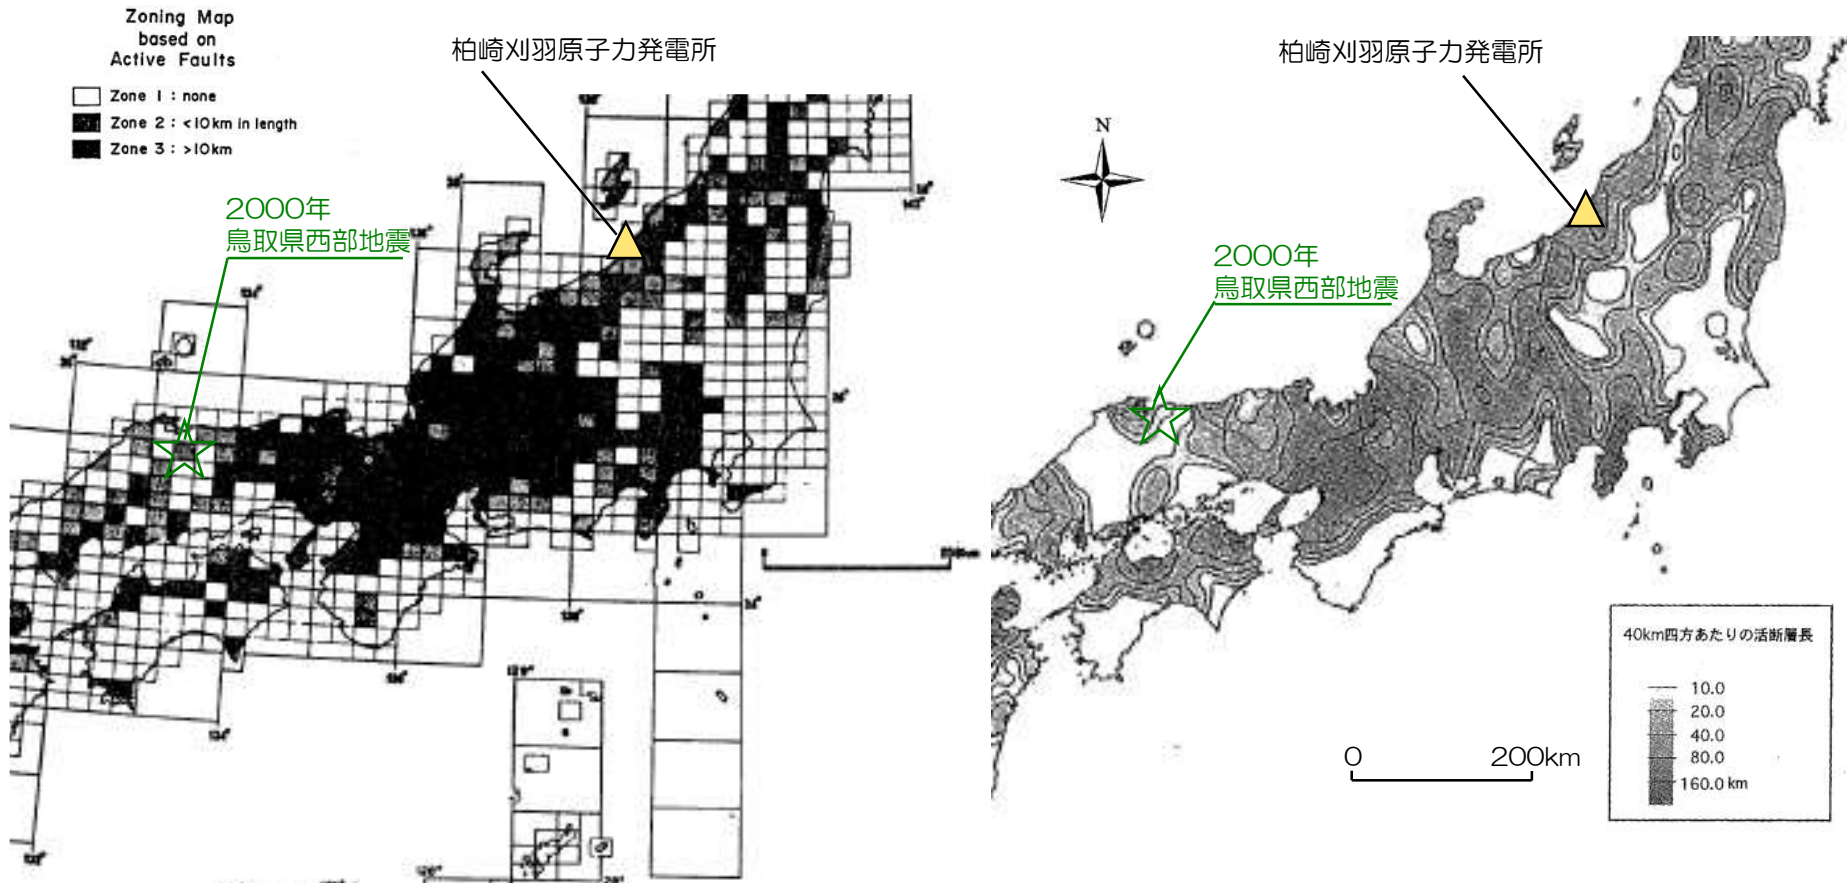 Zoning Map
based on
Active Faults
Zone 1 : none
Zone 2 : <10km in length
Zone 3 : >10km
柏崎刈羽原子力発電所
2000年
鳥取県西部地震
柏崎刈羽原子力発電所
N
2000年
鳥取県西部地震
40km四方あたりの活断層長
10.0
20.0
40.0
80.0
160.0 km
0 200km